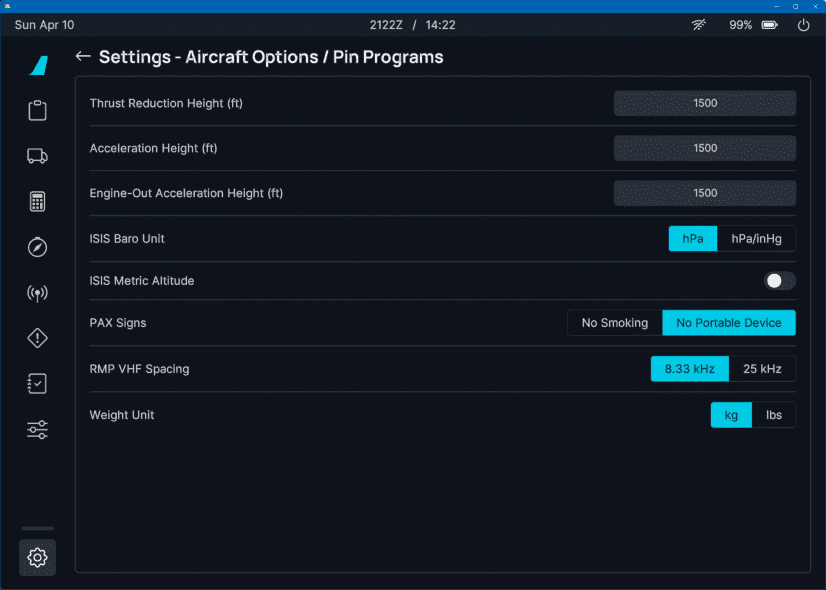 Sun Apr 10
2122Z / 14:22
99%
Settings - Aircraft Options / Pin Programs
Thrust Reduction Height (ft)
1500
Acceleration Height (ft)
1500
Engine-Out Acceleration Height (ft)
1500
ISIS Baro Unit
hPa
hPa/inHg
ISIS Metric Altitude
PAX Signs
No Smoking
No Portable Device
RMP VHF Spacing
8.33 kHz
25 kHz
Weight Unit
kg
lbs